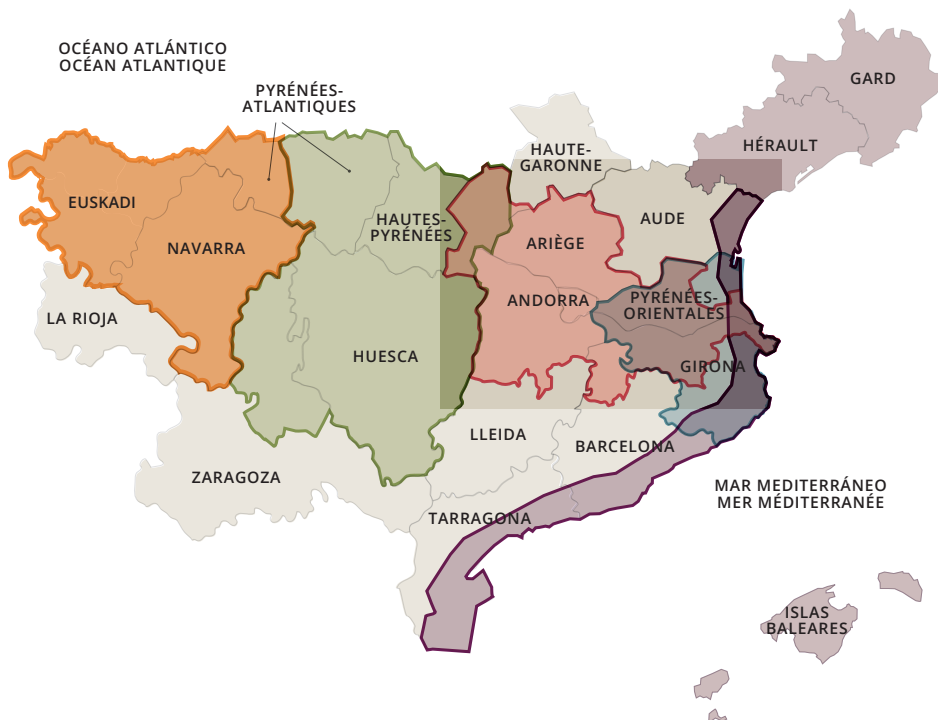 OCÉANO ATLÁNTICO
OCÉAN ATLANTIQUE
PYRÉNÉES-
ATLANTIQUES
GARD
HÉRAULT
HAUTE-
GARONNE
EUSKADI
NAVARRA
HAUTES-
PYRÉNÉES
ARIÈGE
AUDE
LA RIOJA
ANDORRA
PYRÉNÉES-
ORIENTALES
HUESCA
GIRONA
LLEIDA
BARCELONA
ZARAGOZA
TARRAGONA
MAR MEDITERRÁNEO
MER MÉDITERRANÉE
ISLAS
BALEARES